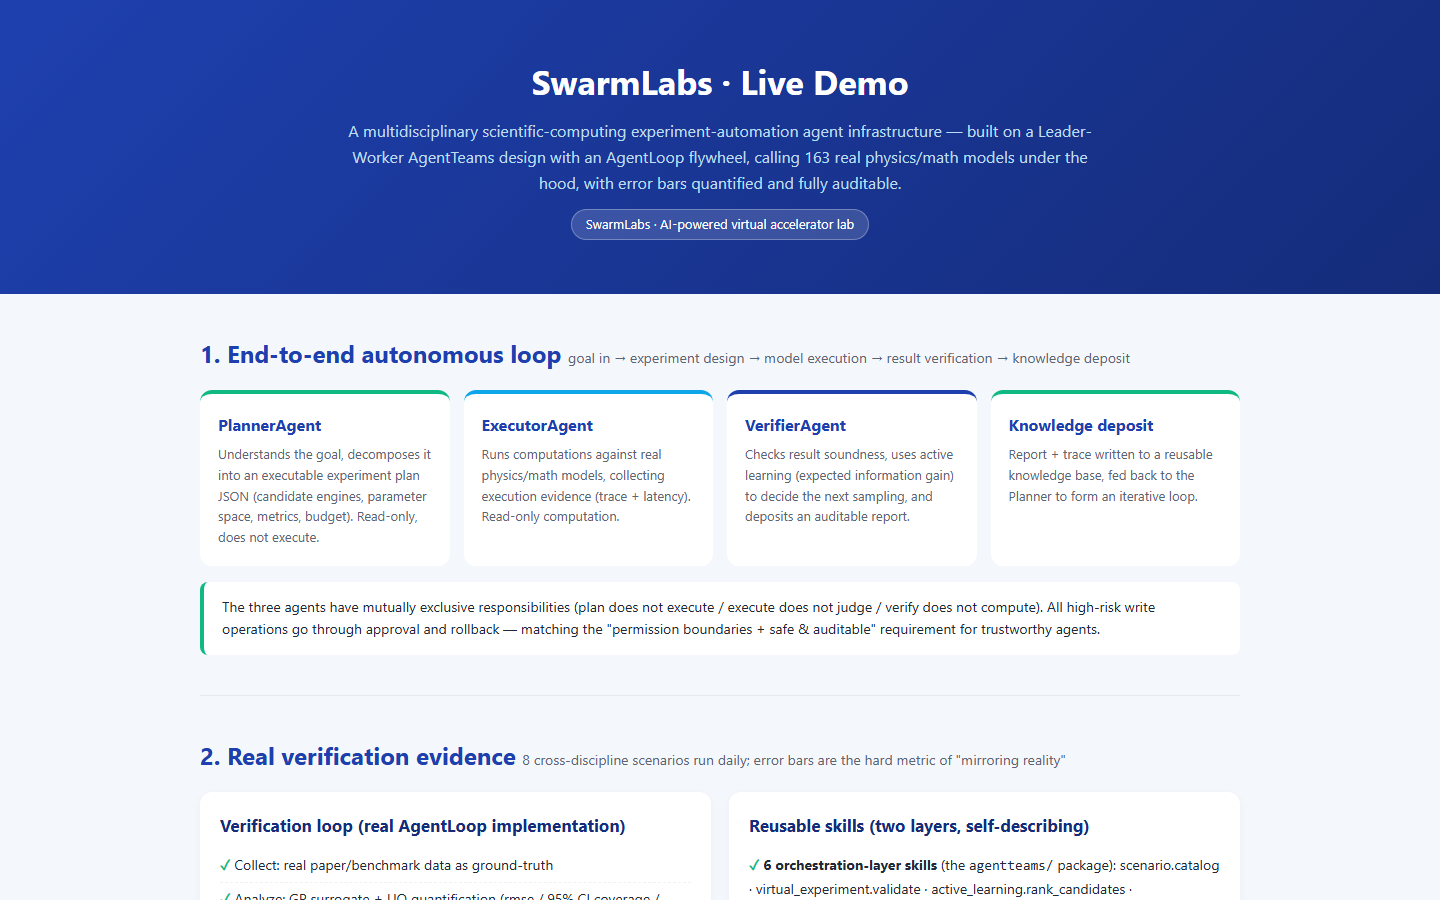 SwarmLabs · Live Demo
A multidisciplinary scientific-computing experiment-automation agent infrastructure — built on a Leader-
Worker AgentTeams design with an AgentLoop flywheel, calling 163 real physics/math models under the
hood, with error bars quantified and fully auditable.
SwarmLabs · AI-powered virtual accelerator lab
1. End-to-end autonomous loop goal in → experiment design → model execution → result verification → knowledge deposit
PlannerAgent
Understands the goal, decomposes it
into an executable experiment plan
JSON (candidate engines, parameter
space, metrics, budget). Read-only,
does not execute.
ExecutorAgent
Runs computations against real
physics/math models, collecting
execution evidence (trace + latency).
Read-only computation.
VerifierAgent
Checks result soundness, uses active
learning (expected information gain)
to decide the next sampling, and
deposits an auditable report.
Knowledge deposit
Report + trace written to a reusable
knowledge base, fed back to the
Planner to form an iterative loop.
The three agents have mutually exclusive responsibilities (plan does not execute / execute does not judge / verify does not compute). All high-risk write
operations go through approval and rollback — matching the "permission boundaries + safe & auditable" requirement for trustworthy agents.
2. Real verification evidence 8 cross-discipline scenarios run daily; error bars are the hard metric of "mirroring reality"
Verification loop (real AgentLoop implementation)
✓ Collect: real paper/benchmark data as ground-truth
✓ Analyze: GP surrogate + UQ quantification (rmse / 95% CI coverage /
Reusable skills (two layers, self-describing)
✓ 6 orchestration-layer skills (the agentteams/ package): scenario.catalog
· virtual_experiment.validate · active_learning.rank_candidates ·